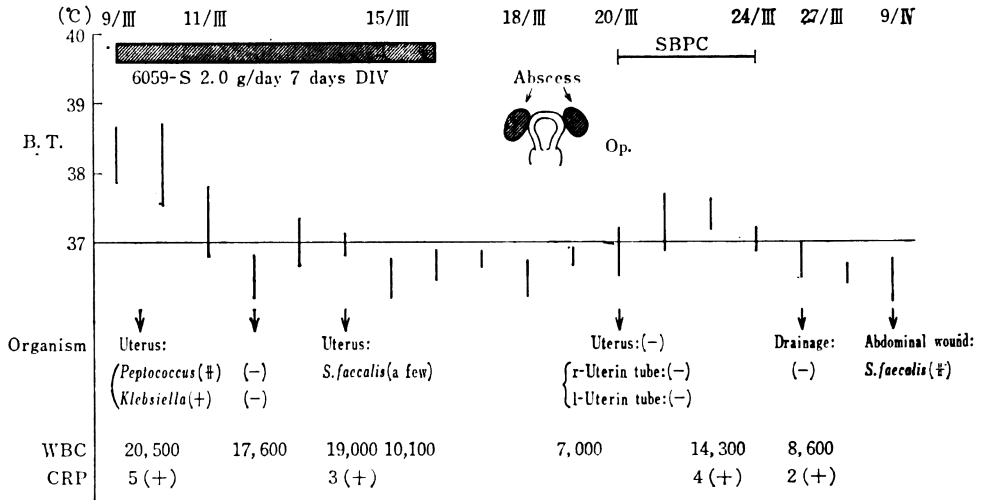 (°C) 9/III 11/III 15/III 18/III 20/III 24/III 27/III 9/IV
40
SBPC
6059-S 2.0 g/day 7 days DIV
Abscess
39
B. T.
Op.
38
37
Organism Uterus: Uterus: Uterus:(−) Drainage: Abdominal wound:
Peptococcus(⧻) (−) S.faecalis(a few) r-Uterin tube:(−) (−) S.faecalis(⧻)
Klebsiella(+) (−) l-Uterin tube:(−)
WBC 20,500 17,600 19,000 10,100 7,000 14,300 8,600
CRP 5(+) 3(+) 4(+) 2(+)